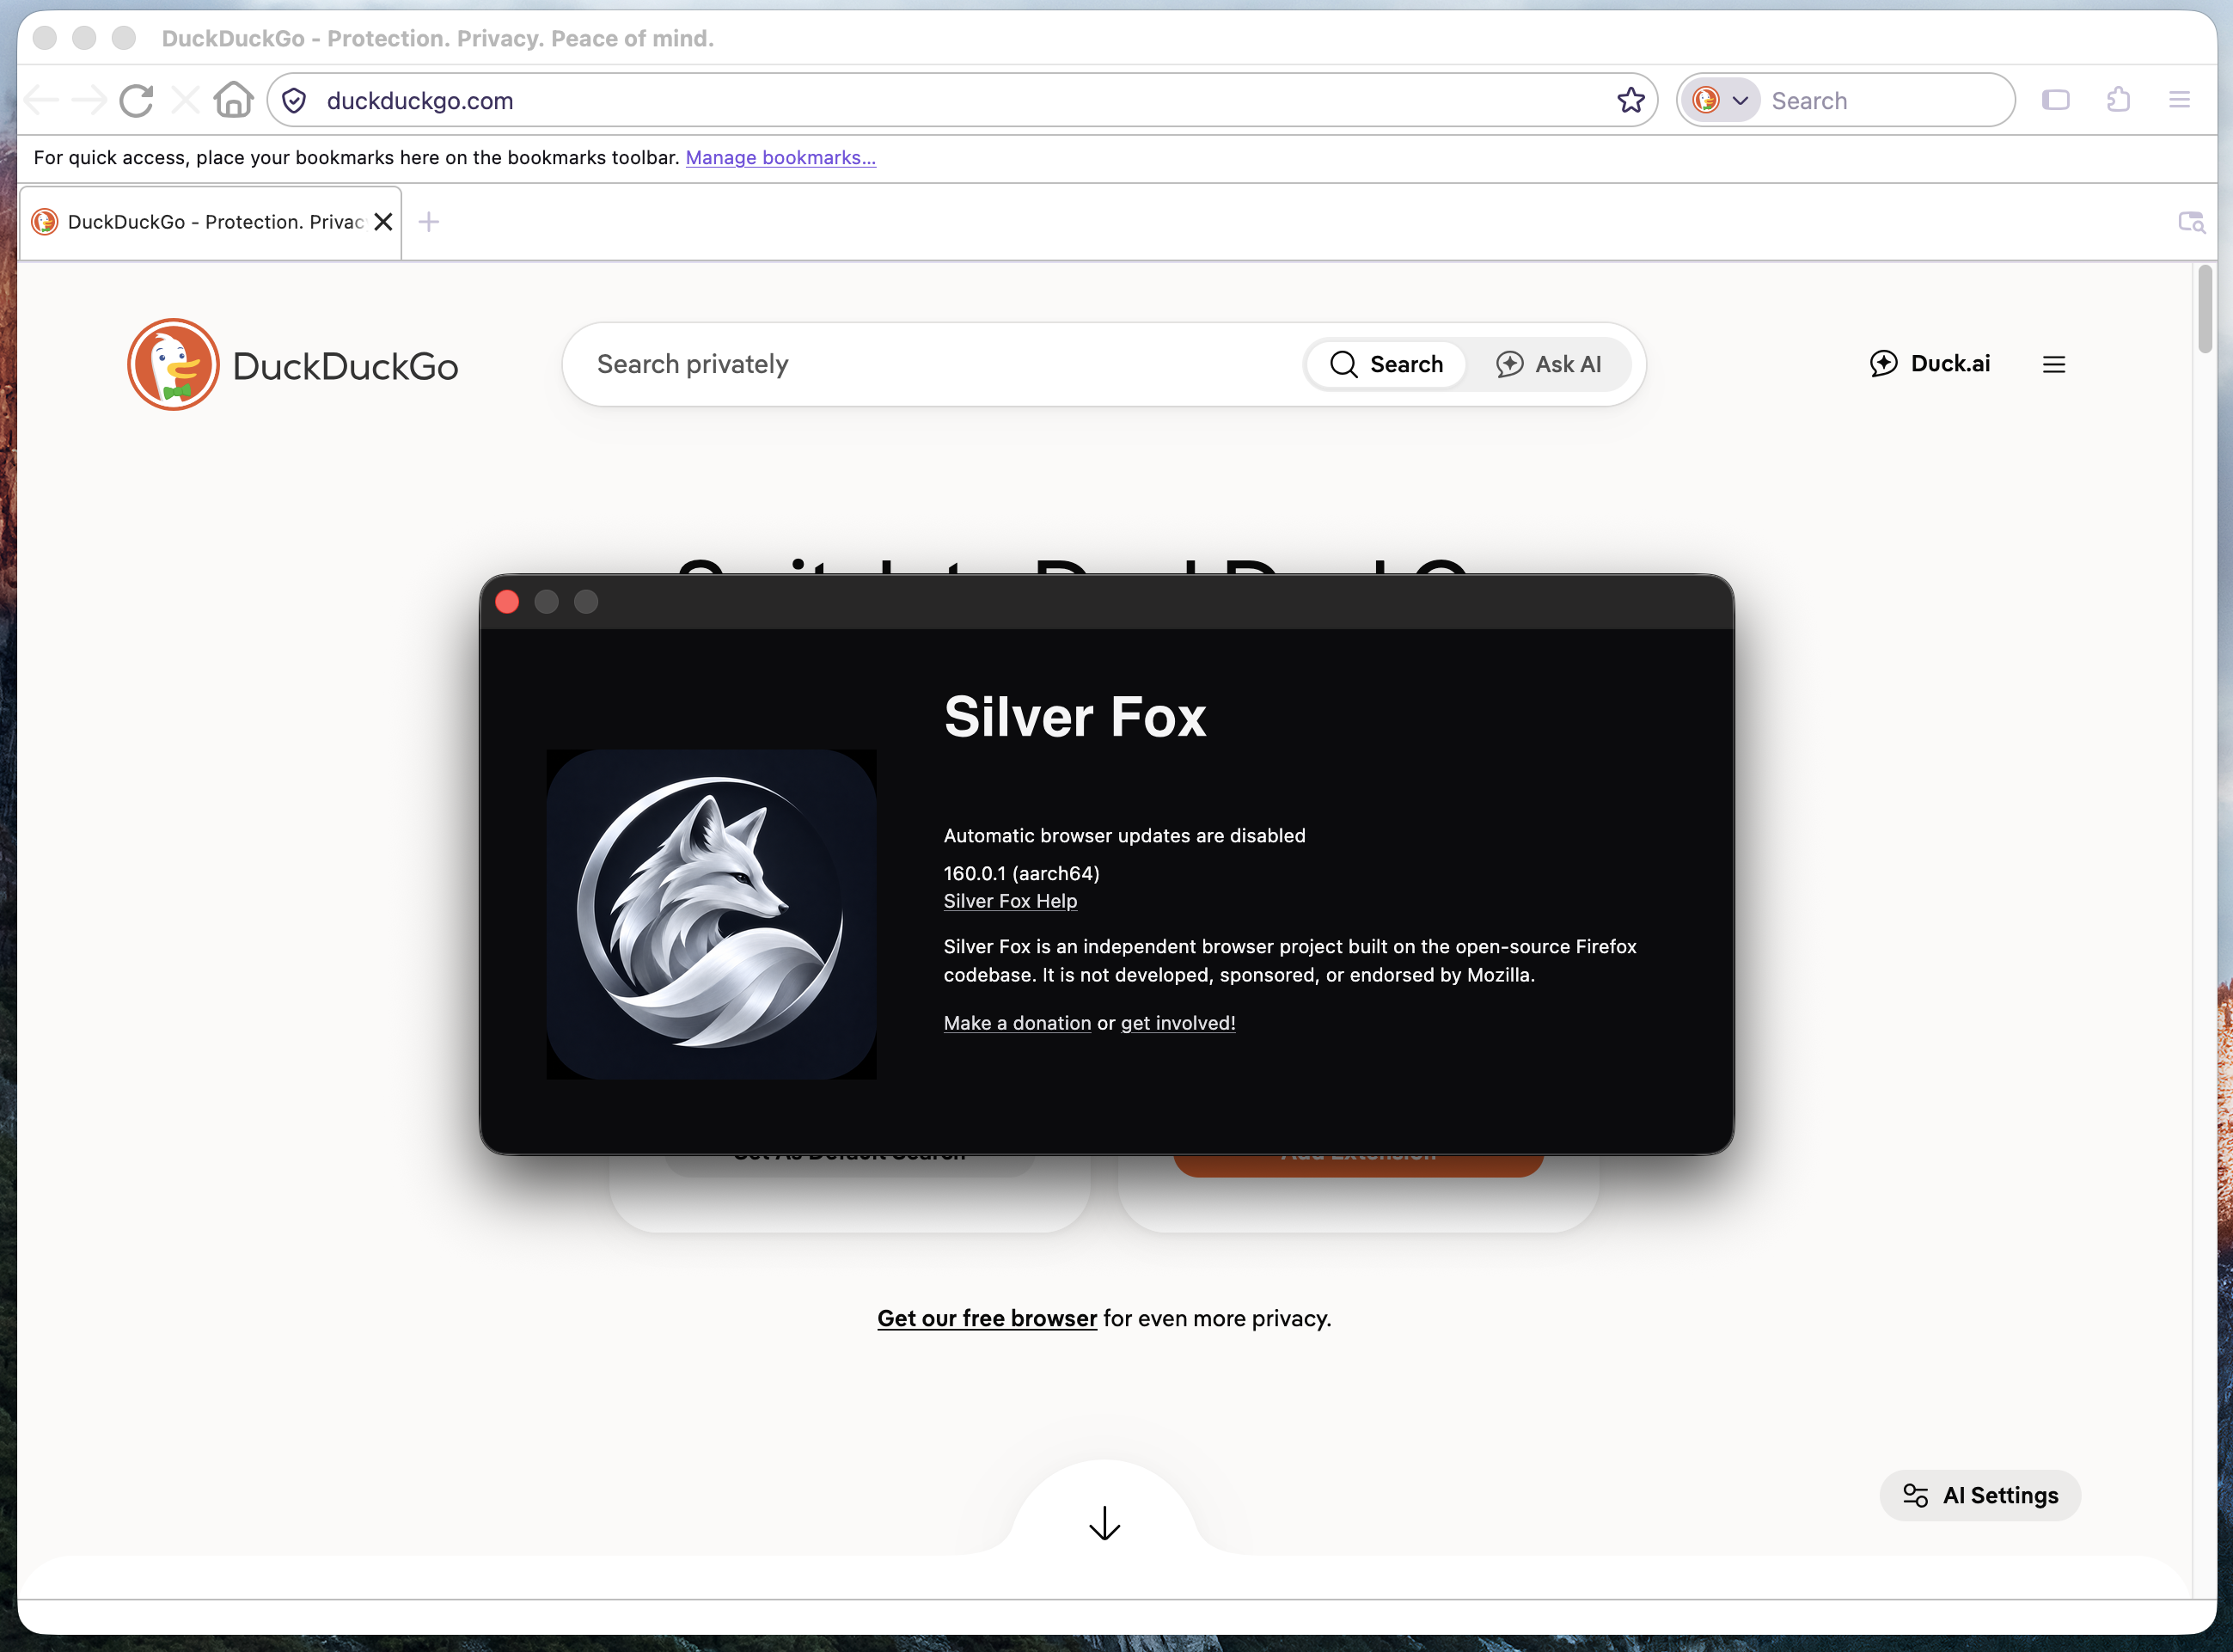 DuckDuckGo - Protection. Privacy. Peace of mind.
duckduckgo.com
Search
For quick access, place your bookmarks here on the bookmarks toolbar. Manage bookmarks...
DuckDuckGo - Protection. Privac
DuckDuckGo
Search privately
Search
Ask AI
Duck.ai
Silver Fox
Automatic browser updates are disabled
160.0.1 (aarch64)
Silver Fox Help
Silver Fox is an independent browser project built on the open-source Firefox
codebase. It is not developed, sponsored, or endorsed by Mozilla.
Make a donation or get involved!
Get our free browser for even more privacy.
AI Settings